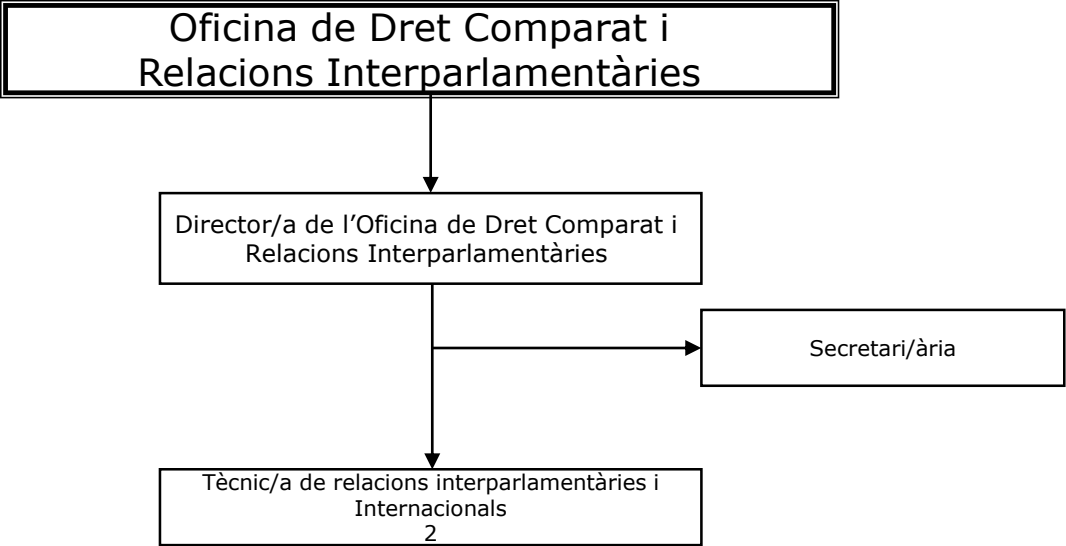 Oficina de Dret Comparat i
Relacions Interparlamentàries
Director/a de l’Oficina de Dret Comparat i
Relacions Interparlamentàries
Secretari/ària
Tècnic/a de relacions interparlamentàries i
Internacionals
2